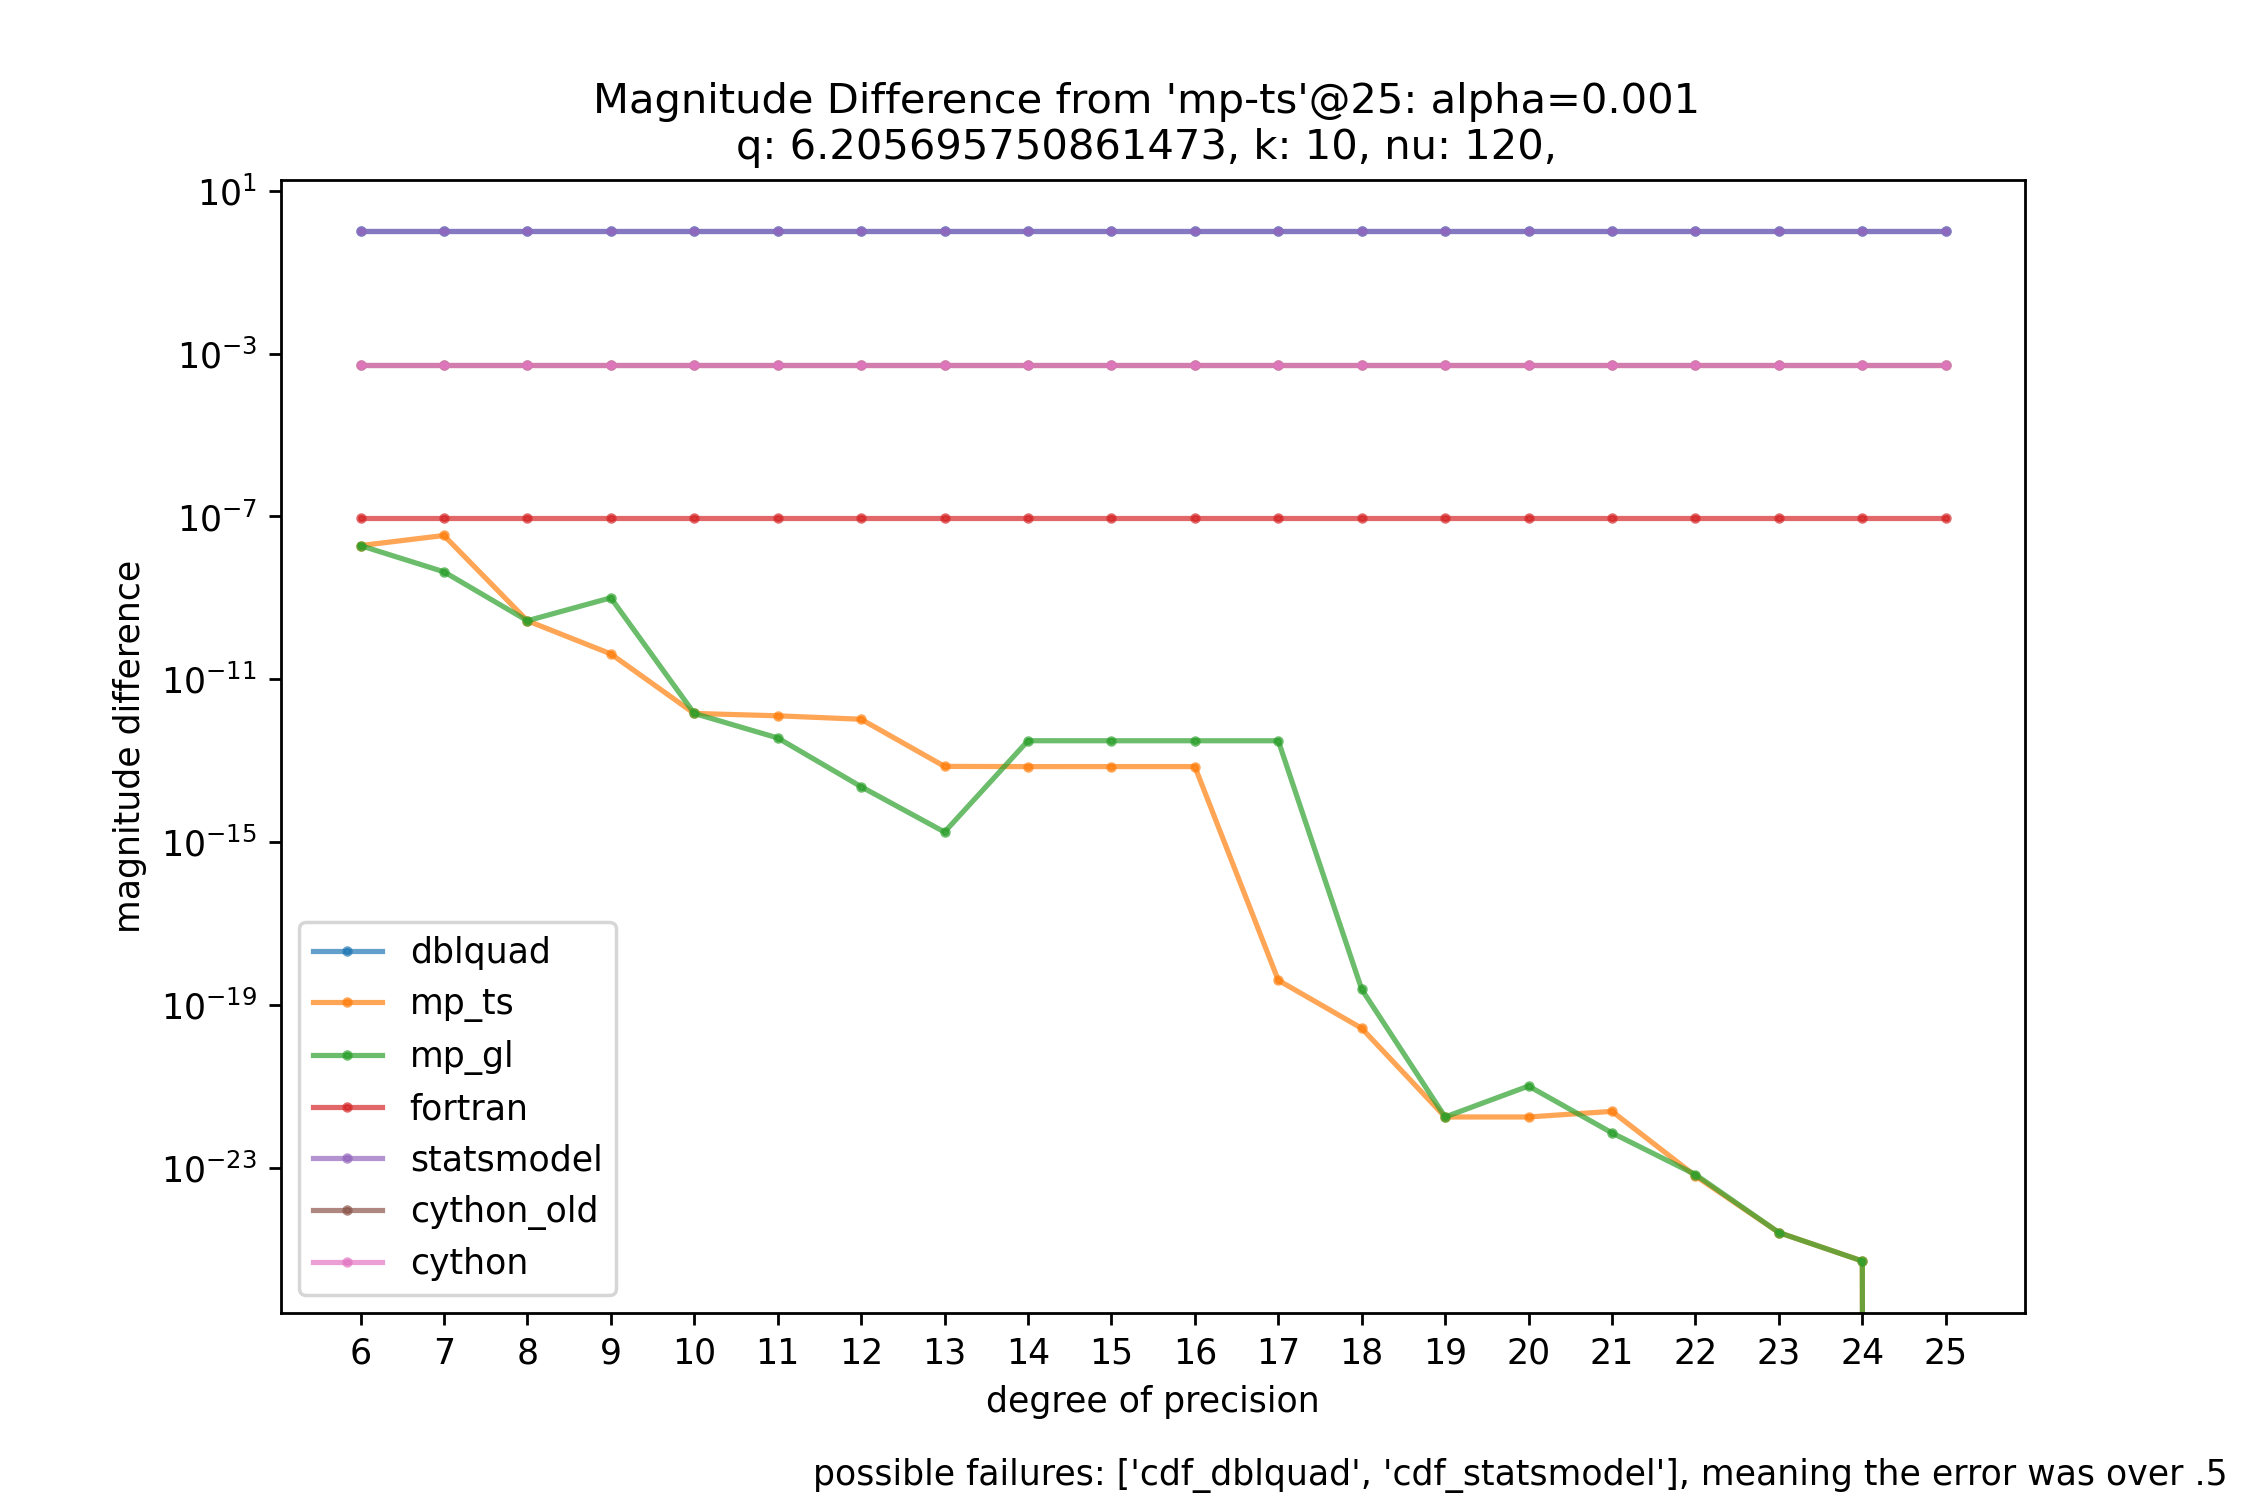 Magnitude Difference from 'mp-ts'@25: alpha=0.001
q: 6.205695750861473, k: 10, nu: 120,
magnitude difference
10¹
10⁻³
10⁻⁷
10⁻¹¹
10⁻¹⁵
10⁻¹⁹
10⁻²³
dblquad
mp_ts
mp_gl
fortran
statsmodel
cython_old
cython
6 7 8 9 10 11 12 13 14 15 16 17 18 19 20 21 22 23 24 25
degree of precision
possible failures: ['cdf_dblquad', 'cdf_statsmodel'], meaning the error was over .5